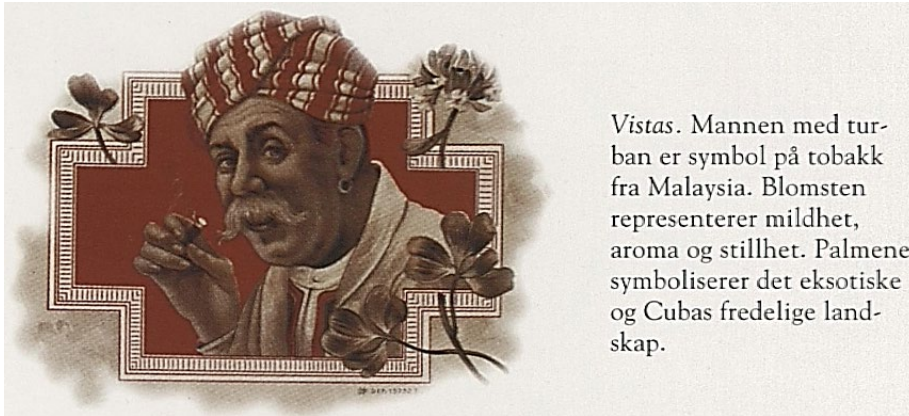 Vistas. Mannen med tur-
ban er symbol på tobakk
fra Malaysia. Blomsten
representerer mildhet,
aroma og stillhet. Palmene
symboliserer det eksotiske
og Cubas fredelige land-
skap.